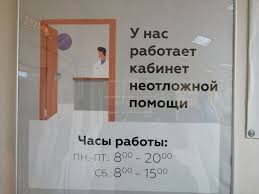 У нас
работает
кабинет
неотложной
помощи
Часы работы:
ПН.-ПТ.: 8⁰⁰ - 20⁰⁰
СБ.: 8⁰⁰ - 15⁰⁰